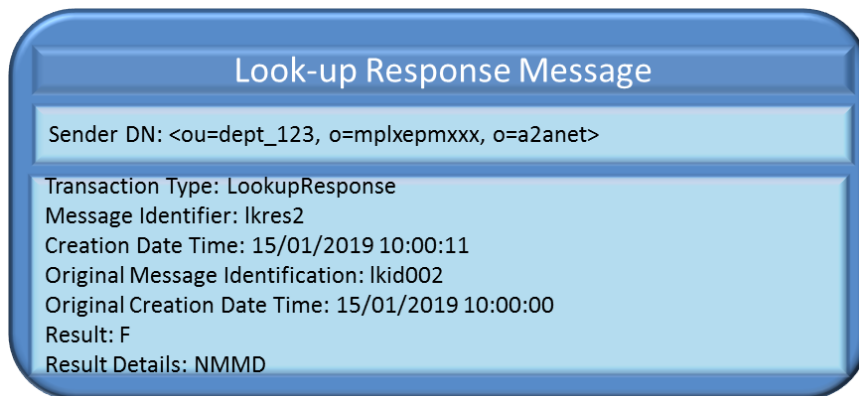 Look-up Response Message
Sender DN: <ou=dept_123, o=mplxepmxxx, o=a2anet>
Transaction Type: LookupResponse
Message Identifier: lkres2
Creation Date Time: 15/01/2019 10:00:11
Original Message Identification: lkid002
Original Creation Date Time: 15/01/2019 10:00:00
Result: F
Result Details: NMMD